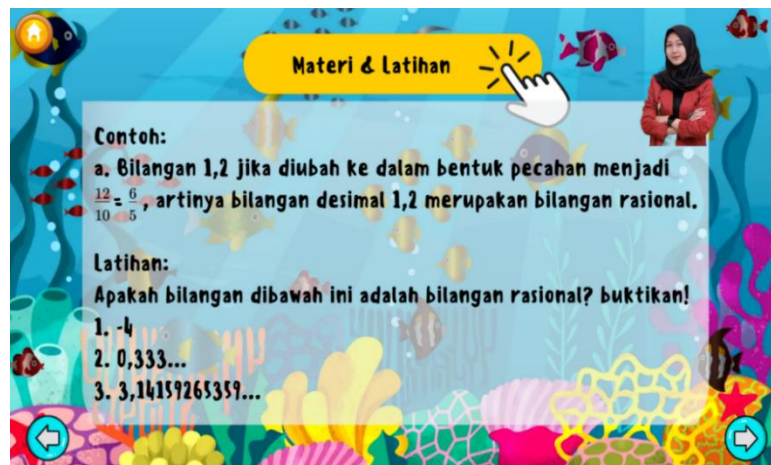 Materi & Latihan
Contoh:
a. Bilangan 1,2 jika diubah ke dalam bentuk pecahan menjadi
12/10 = 6/5, artinya bilangan desimal 1,2 merupakan bilangan rasional.
Latihan:
Apakah bilangan dibawah ini adalah bilangan rasional? buktikan!
1. -4
2. 0,333...
3. 3,14159265359...